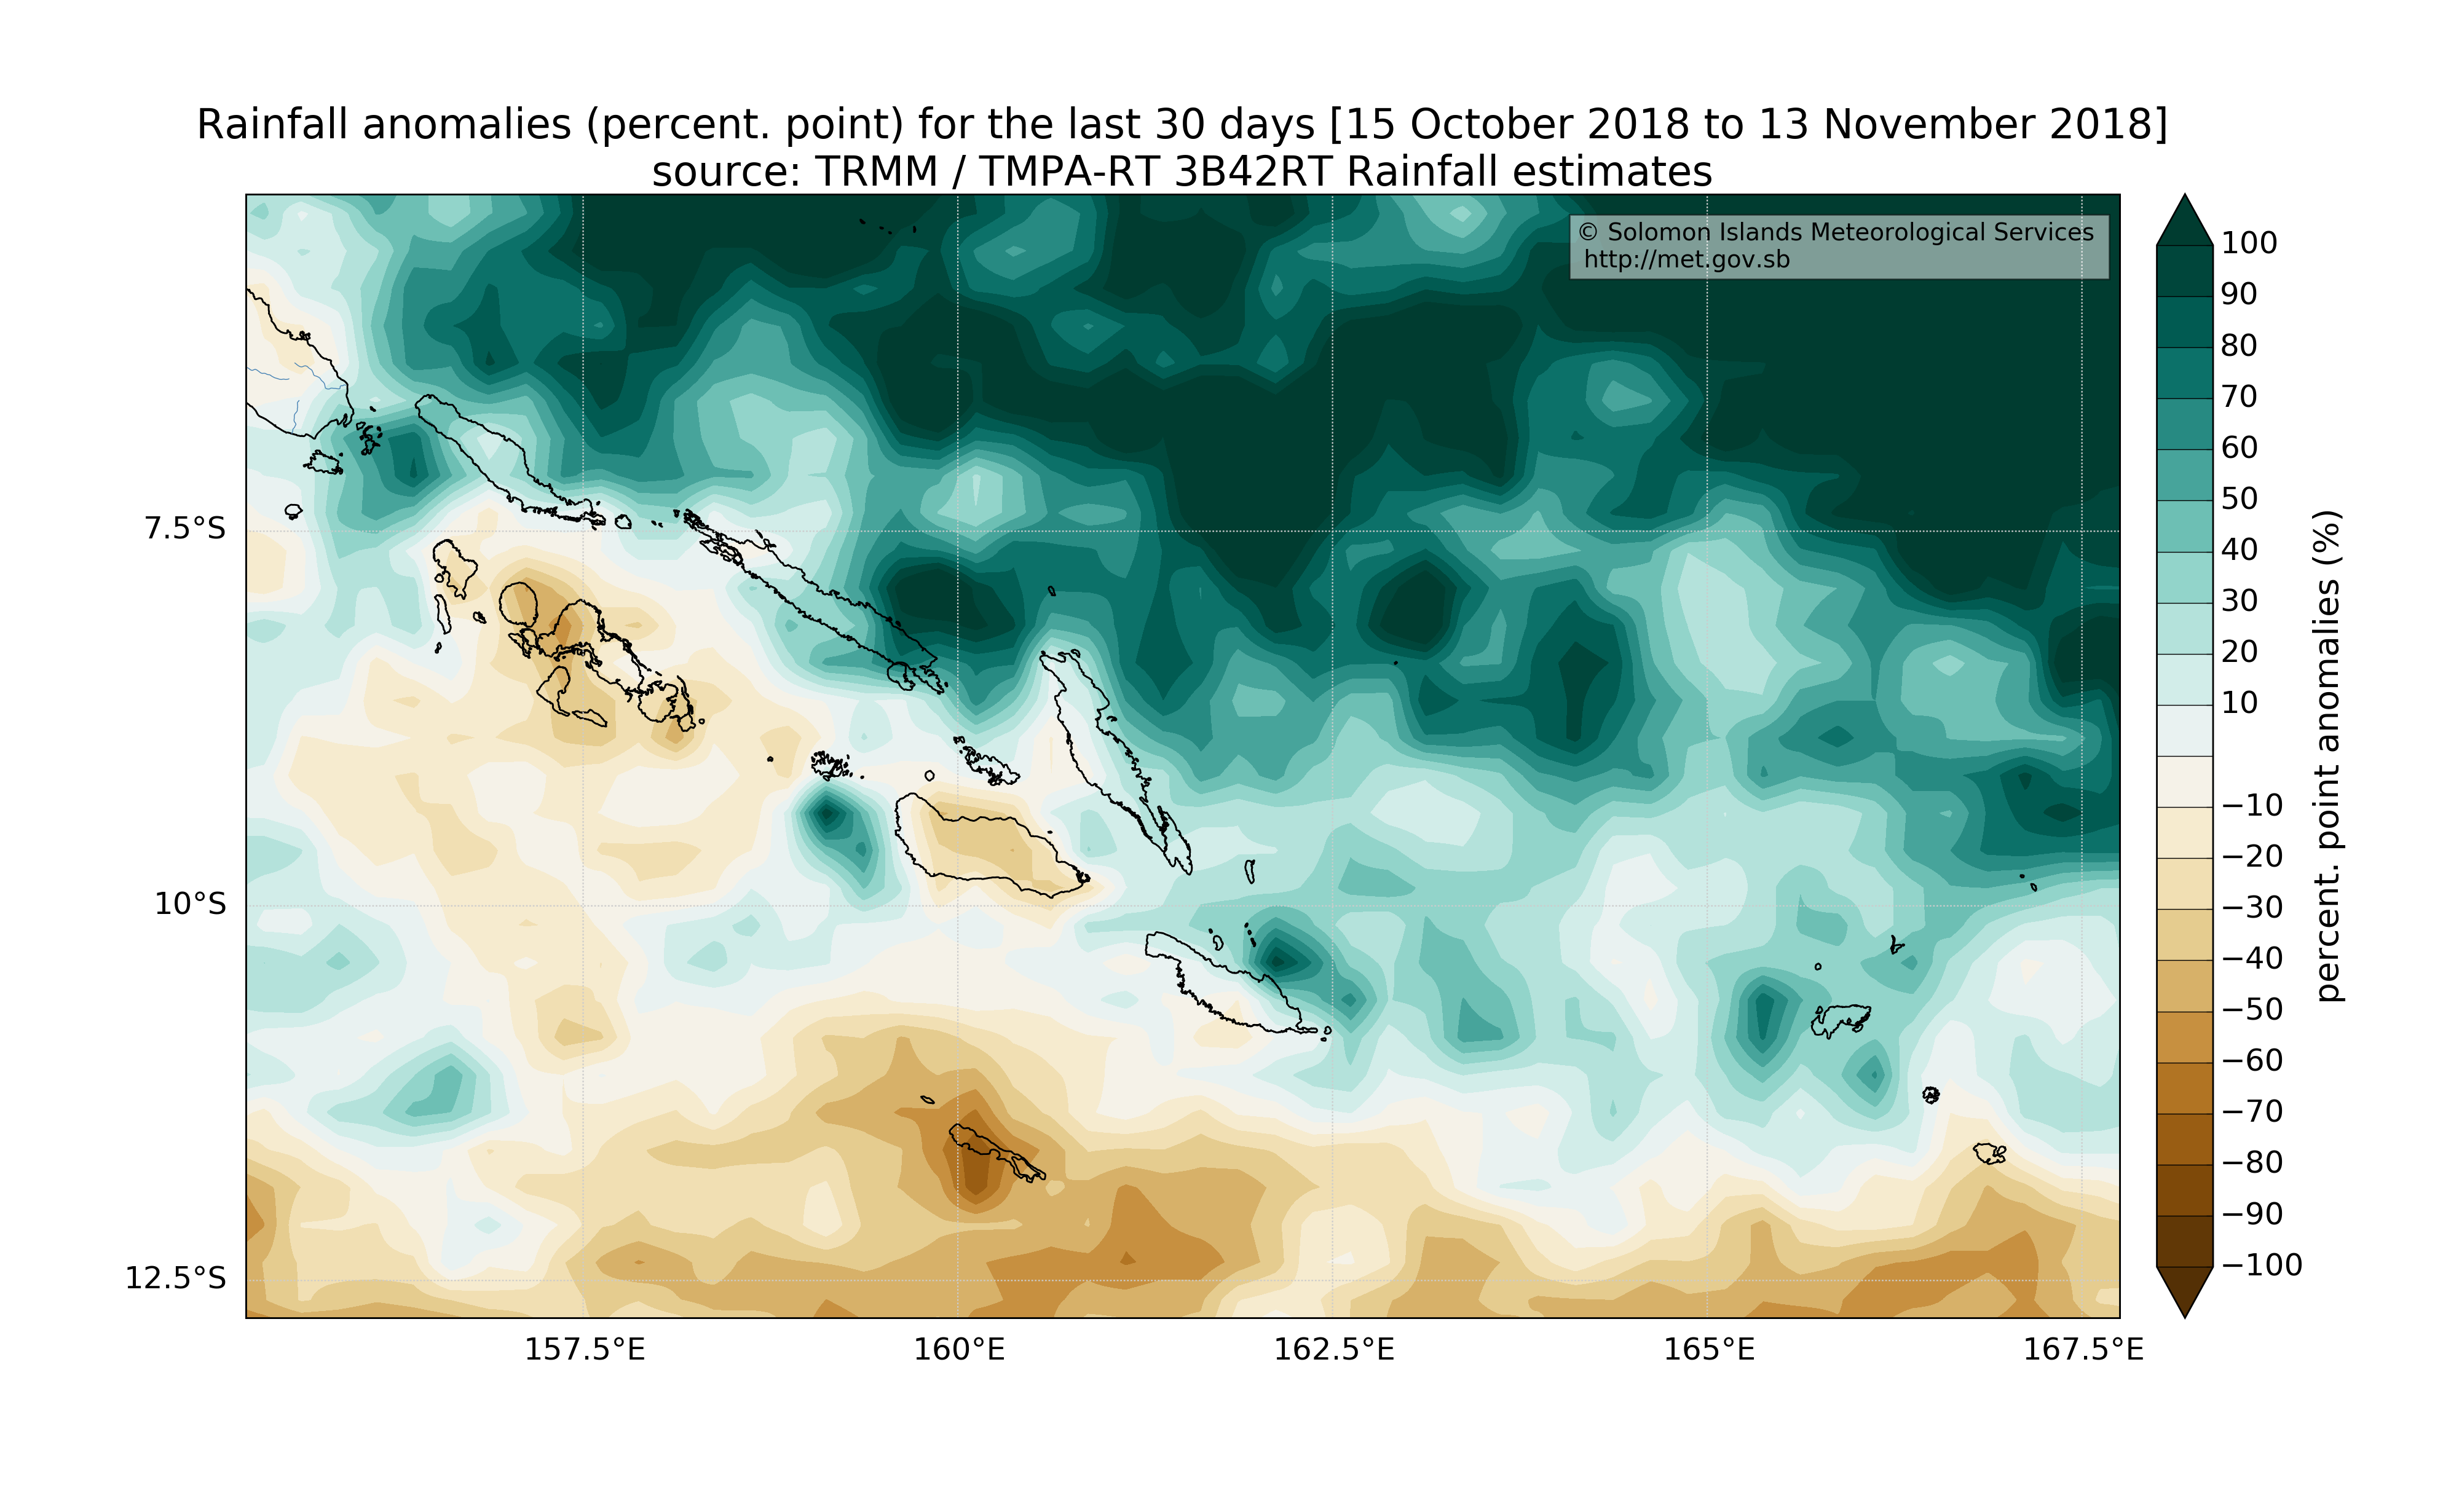 Rainfall anomalies (percent. point) for the last 30 days [15 October 2018 to 13 November 2018]
source: TRMM / TMPA-RT 3B42RT Rainfall estimates
© Solomon Islands Meteorological Services
http://met.gov.sb
7.5°S
10°S
12.5°S
157.5°E
160°E
162.5°E
165°E
167.5°E
100
90
80
70
60
50
40
30
20
10
−10
−20
−30
−40
−50
−60
−70
−80
−90
−100
percent. point anomalies (%)